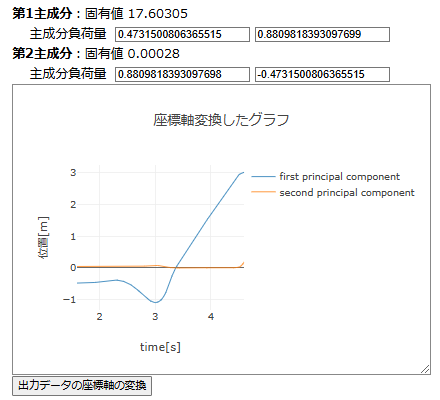 第1主成分：固有値 17.60305
主成分負荷量 0.4731500806365515 0.8809818393097699
第2主成分：固有値 0.00028
主成分負荷量 0.8809818393097698 -0.4731500806365515
座標軸変換したグラフ
first principal component
second principal component
位置[m]
3
2
1
0
−1
2 3 4
time[s]
出力データの座標軸の変換